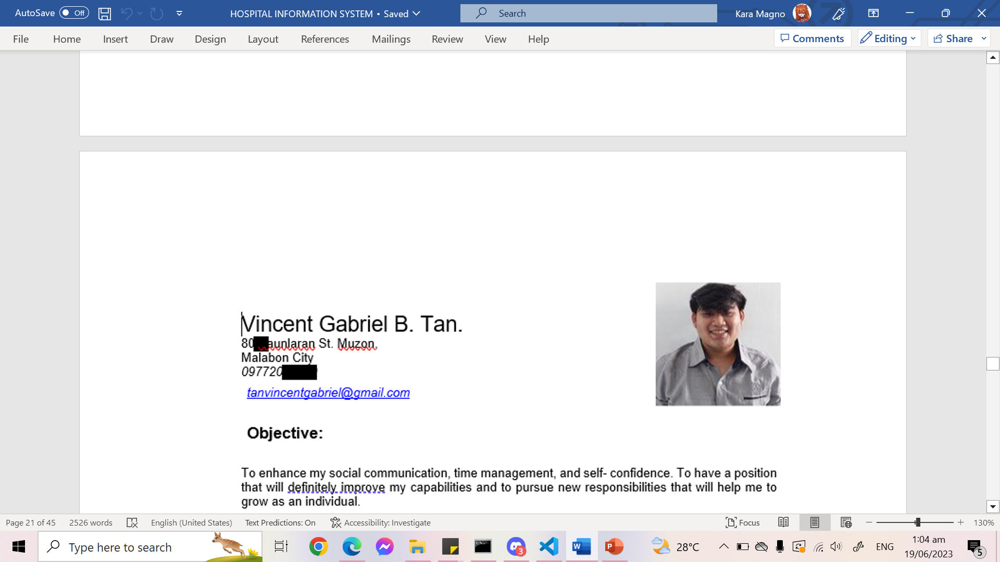 AutoSave Off HOSPITAL INFORMATION SYSTEM • Saved Search Kara Magno
File Home Insert Draw Design Layout References Mailings Review View Help Comments Editing Share
Vincent Gabriel B. Tan.
80 aunlaran St. Muzon,
Malabon City
097720
tanvincentgabriel@gmail.com
Objective:
To enhance my social communication, time management, and self- confidence. To have a position
that will definitely improve my capabilities and to pursue new responsibilities that will help me to
grow as an individual.
Page 21 of 45 2526 words English (United States) Text Predictions: On Accessibility: Investigate Focus 130%
Type here to search 3 28°C ENG 1:04 am
19/06/2023 5